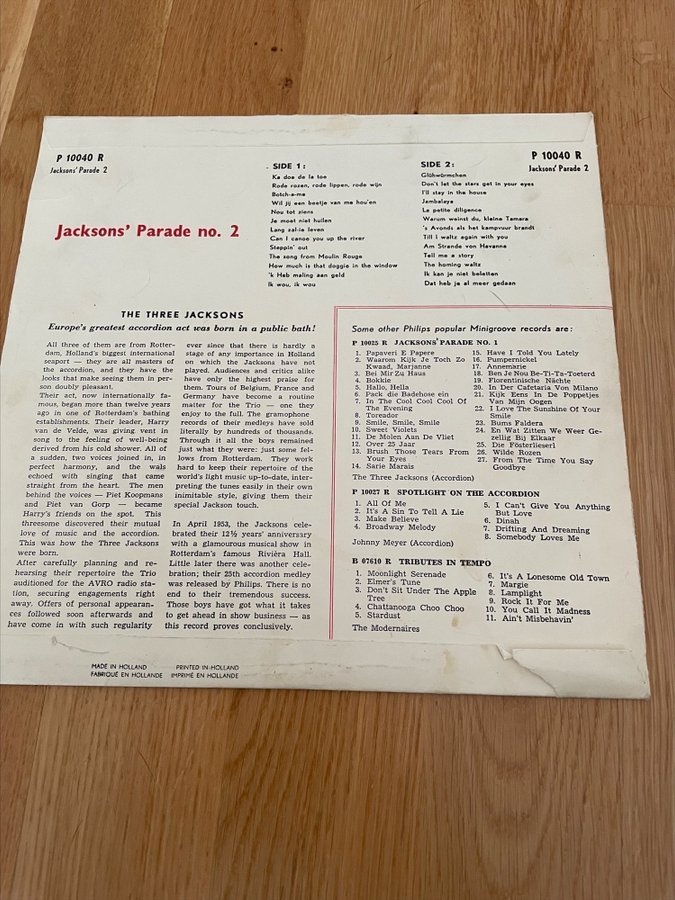 P 10040 R
Jacksons' Parade 2
P 10040 R
Jacksons' Parade 2
Jacksons' Parade no. 2
SIDE 1:
Ka doe de la toe
Rode rozen, rode lippen, rode wijn
Botch-a-me
Wil jij een beetje van me hou'en
Nou tot ziens
Je moet niet huilen
Lang zal-ie leven
Can I canoe you up the river
Steppin' out
The song from Moulin Rouge
How much is that doggie in the window
'k Heb maling aan geld
Ik wou, ik wou
SIDE 2:
Glühwürmchen
Don't let the stars get in your eyes
I'll stay in the house
Jambalaya
La petite diligence
Warum weinst du, kleine Tamara
's Avonds als het kampvuur brandt
Till I waltz again with you
Am Strande von Havanna
Tell me a story
The homing waltz
Ik kan je niet beletten
Dat heb je al meer gedaan
THE THREE JACKSONS
Europe's greatest accordion act was born in a public bath!
All three of them are from Rotter-
dam, Holland's biggest international
seaport — they are all masters of
the accordion, and they have the
looks that make seeing them in per-
son doubly pleasant.
Their act, now internationally fa-
mous, began more than twelve years
ago in one of Rotterdam's bathing
establishments. Their leader, Harry
van de Velde, was giving vent in
song to the feeling of well-being
derived from his cold shower. All of
a sudden, two voices joined in, in
perfect harmony, and the wals
echoed with singing that came
straight from the heart. The men
behind the voices — Piet Koopmans
and Piet van Gorp — became
Harry's friends on the spot. This
threesome discovered their mutual
love of music and the accordion.
This was how the Three Jacksons
were born.
After carefully planning and re-
hearsing their repertoire the Trio
auditioned for the AVRO radio sta-
tion, securing engagements right
away. Offers of personal appearan-
ces followed soon afterwards and
have come in with such regularity
ever since that there is hardly a
stage of any importance in Holland
on which the Jacksons have not
played. Audiences and critics alike
have only the highest praise for
them. Tours of Belgium, France and
Germany have become a routine
matter for the Trio — one they
enjoy to the full. The gramophone
records of their medleys have sold
literally by hundreds of thousands.
Through it all the boys remained
just what they were: just some fel-
lows from Rotterdam. They work
hard to keep their repertoire of the
world's light music up-to-date, inter-
preting the tunes easily in their own
inimitable style, giving them their
special Jackson touch.
In April 1953, the Jacksons cele-
brated their 12½ years' anniversary
with a glamourous musical show in
Rotterdam's famous Rivièra Hall.
Little later there was another cele-
bration; their 25th accordion medley
was released by Philips. There is no
end to their tremendous success.
Those boys have got what it takes
to get ahead in show business — as
this record proves conclusively.
Some other Philips popular Minigroove records are:
P 10025 R JACKSONS' PARADE NO. 1
1. Papaveri E Papere
2. Waarom Kijk Je Toch Zo
Kwaad, Marjanne
3. Bei Mir Zu Haus
4. Bokkie
5. Hallo, Hella
6. Pack die Badehose ein
7. In The Cool Cool Cool Of
The Evening
8. Toreador
9. Smile, Smile, Smile
10. Sweet Violets
11. De Molen Aan De Vliet
12. Over 25 Jaar
13. Brush Those Tears From
Your Eyes
14. Sarie Marais
15. Have I Told You Lately
16. Pumpernickel
17. Annemarie
18. Ben Je Nou Be-Ti-Ta-Toeterd
19. Florentinische Nächte
20. In Der Cafetaria Von Milano
21. Kijk Eens In De Poppetjes
Van Mijn Oogen
22. I Love The Sunshine Of Your
Smile
23. Bums Faldera
24. En Wat Zitten We Weer Ge-
zellig Bij Elkaar
25. Die Fösterlieserl
26. Wilde Rozen
27. From The Time You Say
Goodbye
The Three Jacksons (Accordion)
P 10027 R SPOTLIGHT ON THE ACCORDION
1. All Of Me
2. It's A Sin To Tell A Lie
3. Make Believe
4. Broadway Melody
5. I Can't Give You Anything
But Love
6. Dinah
7. Drifting And Dreaming
8. Somebody Loves Me
Johnny Meyer (Accordion)
B 07610 R TRIBUTES IN TEMPO
1. Moonlight Serenade
2. Elmer's Tune
3. Don't Sit Under The Apple
Tree
4. Chattanooga Choo Choo
5. Stardust
6. It's A Lonesome Old Town
7. Margie
8. Lamplight
9. Rock It For Me
10. You Call It Madness
11. Ain't Misbehavin'
The Modernaires
MADE IN HOLLAND PRINTED IN HOLLAND
FABRIQUÉ EN HOLLANDE IMPRIMÉ EN HOLLANDE